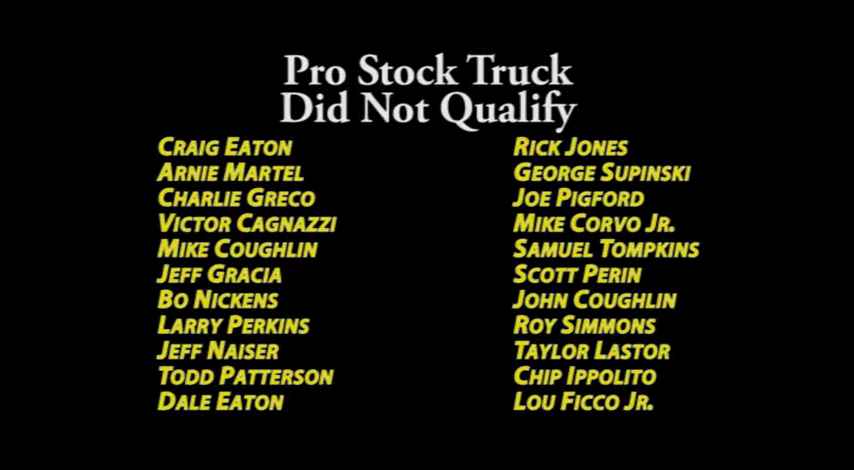 Pro Stock Truck
Did Not Qualify
CRAIG EATON
ARNIE MARTEL
CHARLIE GRECO
VICTOR CAGNAZZI
MIKE COUGHLIN
JEFF GRACIA
BO NICKENS
LARRY PERKINS
JEFF NAISER
TODD PATTERSON
DALE EATON
RICK JONES
GEORGE SUPINSKI
JOE PIGFORD
MIKE CORVO JR.
SAMUEL TOMPKINS
SCOTT PERIN
JOHN COUGHLIN
ROY SIMMONS
TAYLOR LASTOR
CHIP IPPOLITO
LOU FICCO JR.